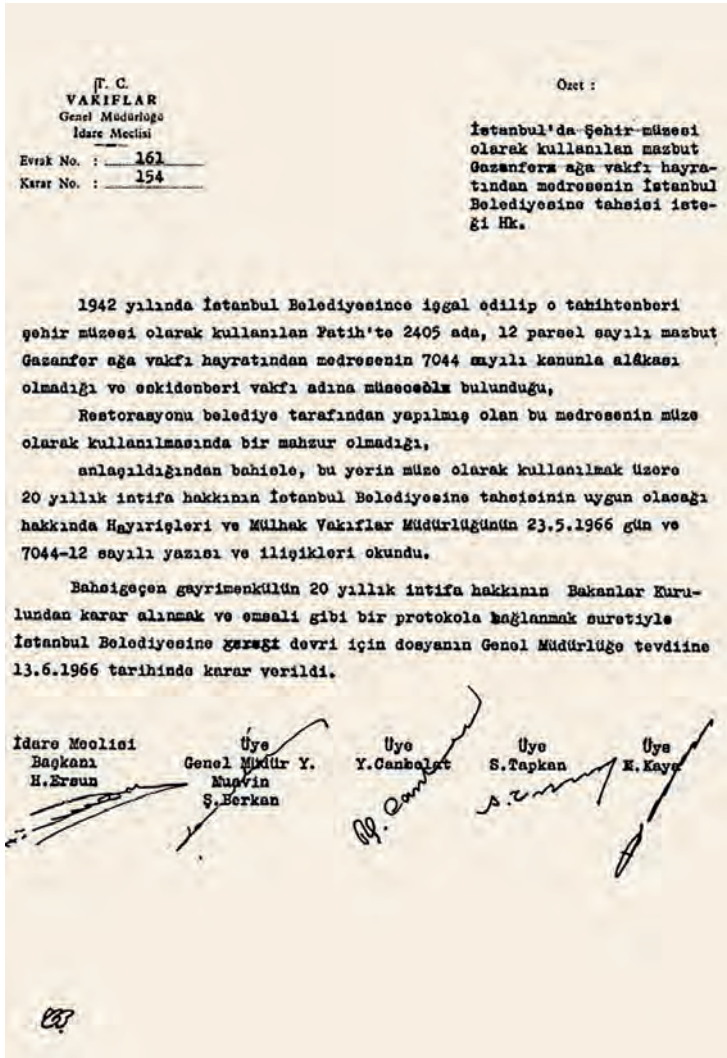 T. C.
VAKIFLAR
Genel Müdürlüğü
İdare Meclisi
Evrak No. : 161
Karar No. : 154
Özet :
İstanbul'da Şehir müzesi
olarak kullanılan mazbut
Gazanfer ağa vakfı hayra-
tından medresenin İstanbul
Belediyesine tahsisi iste-
ği Hk.
1942 yılında İstanbul Belediyesince işgal edilip o tarihtenberi
şehir müzesi olarak kullanılan Fatih'te 2405 ada, 12 parsel sayılı mazbut
Gazanfer ağa vakfı hayratından medresenin 7044 sayılı kanunla alâkası
olmadığı ve eskidenberi vakfı adına bulunduğu,
Restorasyonu belediye tarafından yapılmış olan bu medresenin müze
olarak kullanılmasında bir mahzur olmadığı,
anlaşıldığından bahisle, bu yerin müze olarak kullanılmak üzere
20 yıllık intifa hakkının İstanbul Belediyesine tahsisinin uygun olacağı
hakkında Hayırişleri ve Mülhak Vakıflar Müdürlüğünün 23.5.1966 gün ve
7044-12 sayılı yazısı ve ilişikleri okundu.
Bahsigeçen gayrimenkülün 20 yıllık intifa hakkının Bakanlar Kuru-
lundan karar alınmak ve emsali gibi bir protokola bağlanmak suretiyle
İstanbul Belediyesine devri için dosyanın Genel Müdürlüğe tevdiine
13.6.1966 tarihinde karar verildi.
İdare Meclisi Üye Üye Üye Üye
Başkanı Genel Müdür Y. Y.Canbolat S.Tapkan Kaya
H.Ersun Muavin
Ş.Berkan